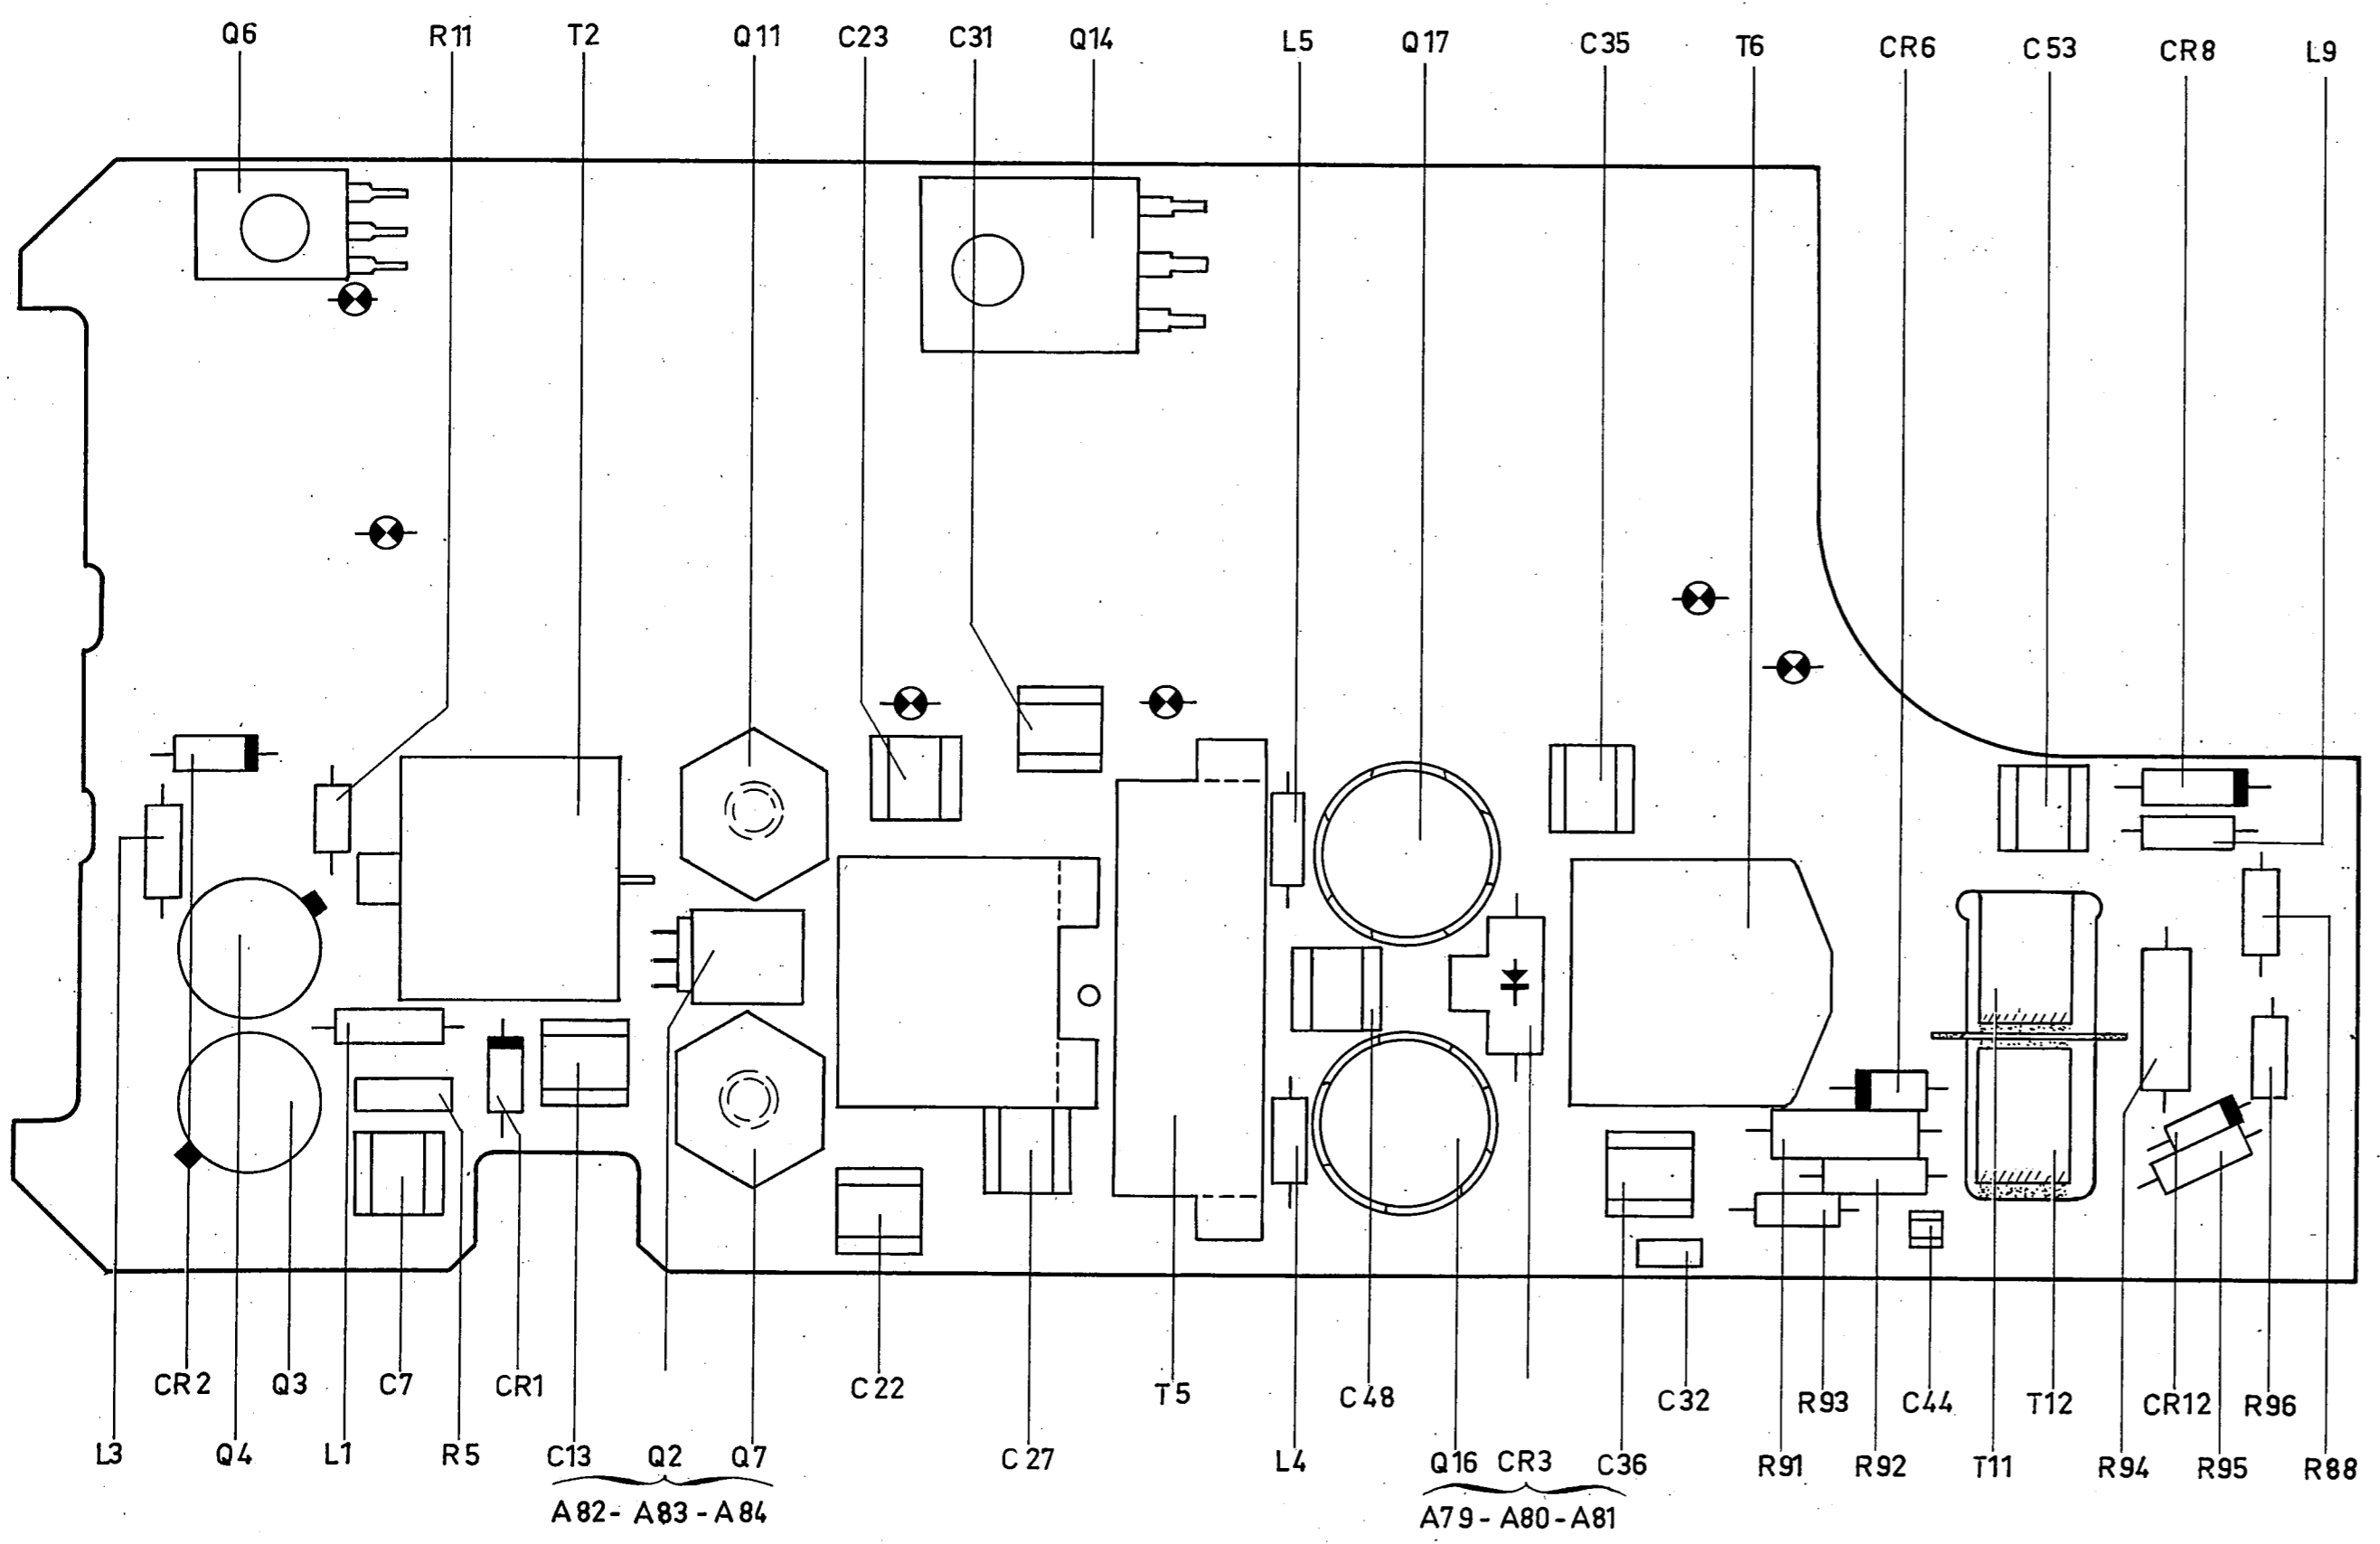 Q6 R11 T2 Q11 C23 C31 Q14 L5 Q17 C35 T6 CR6 C53 CR8 L9
CR2 Q3 C7 CR1 C22 T5 C48 C32 R93 C44 T12 CR12 R96
L3 Q4 L1 R5 C13 Q2 Q7 C27 L4 Q16 CR3 C36 R91 R92 T11 R94 R95 R88
A82-A83-A84 A79-A80-A81